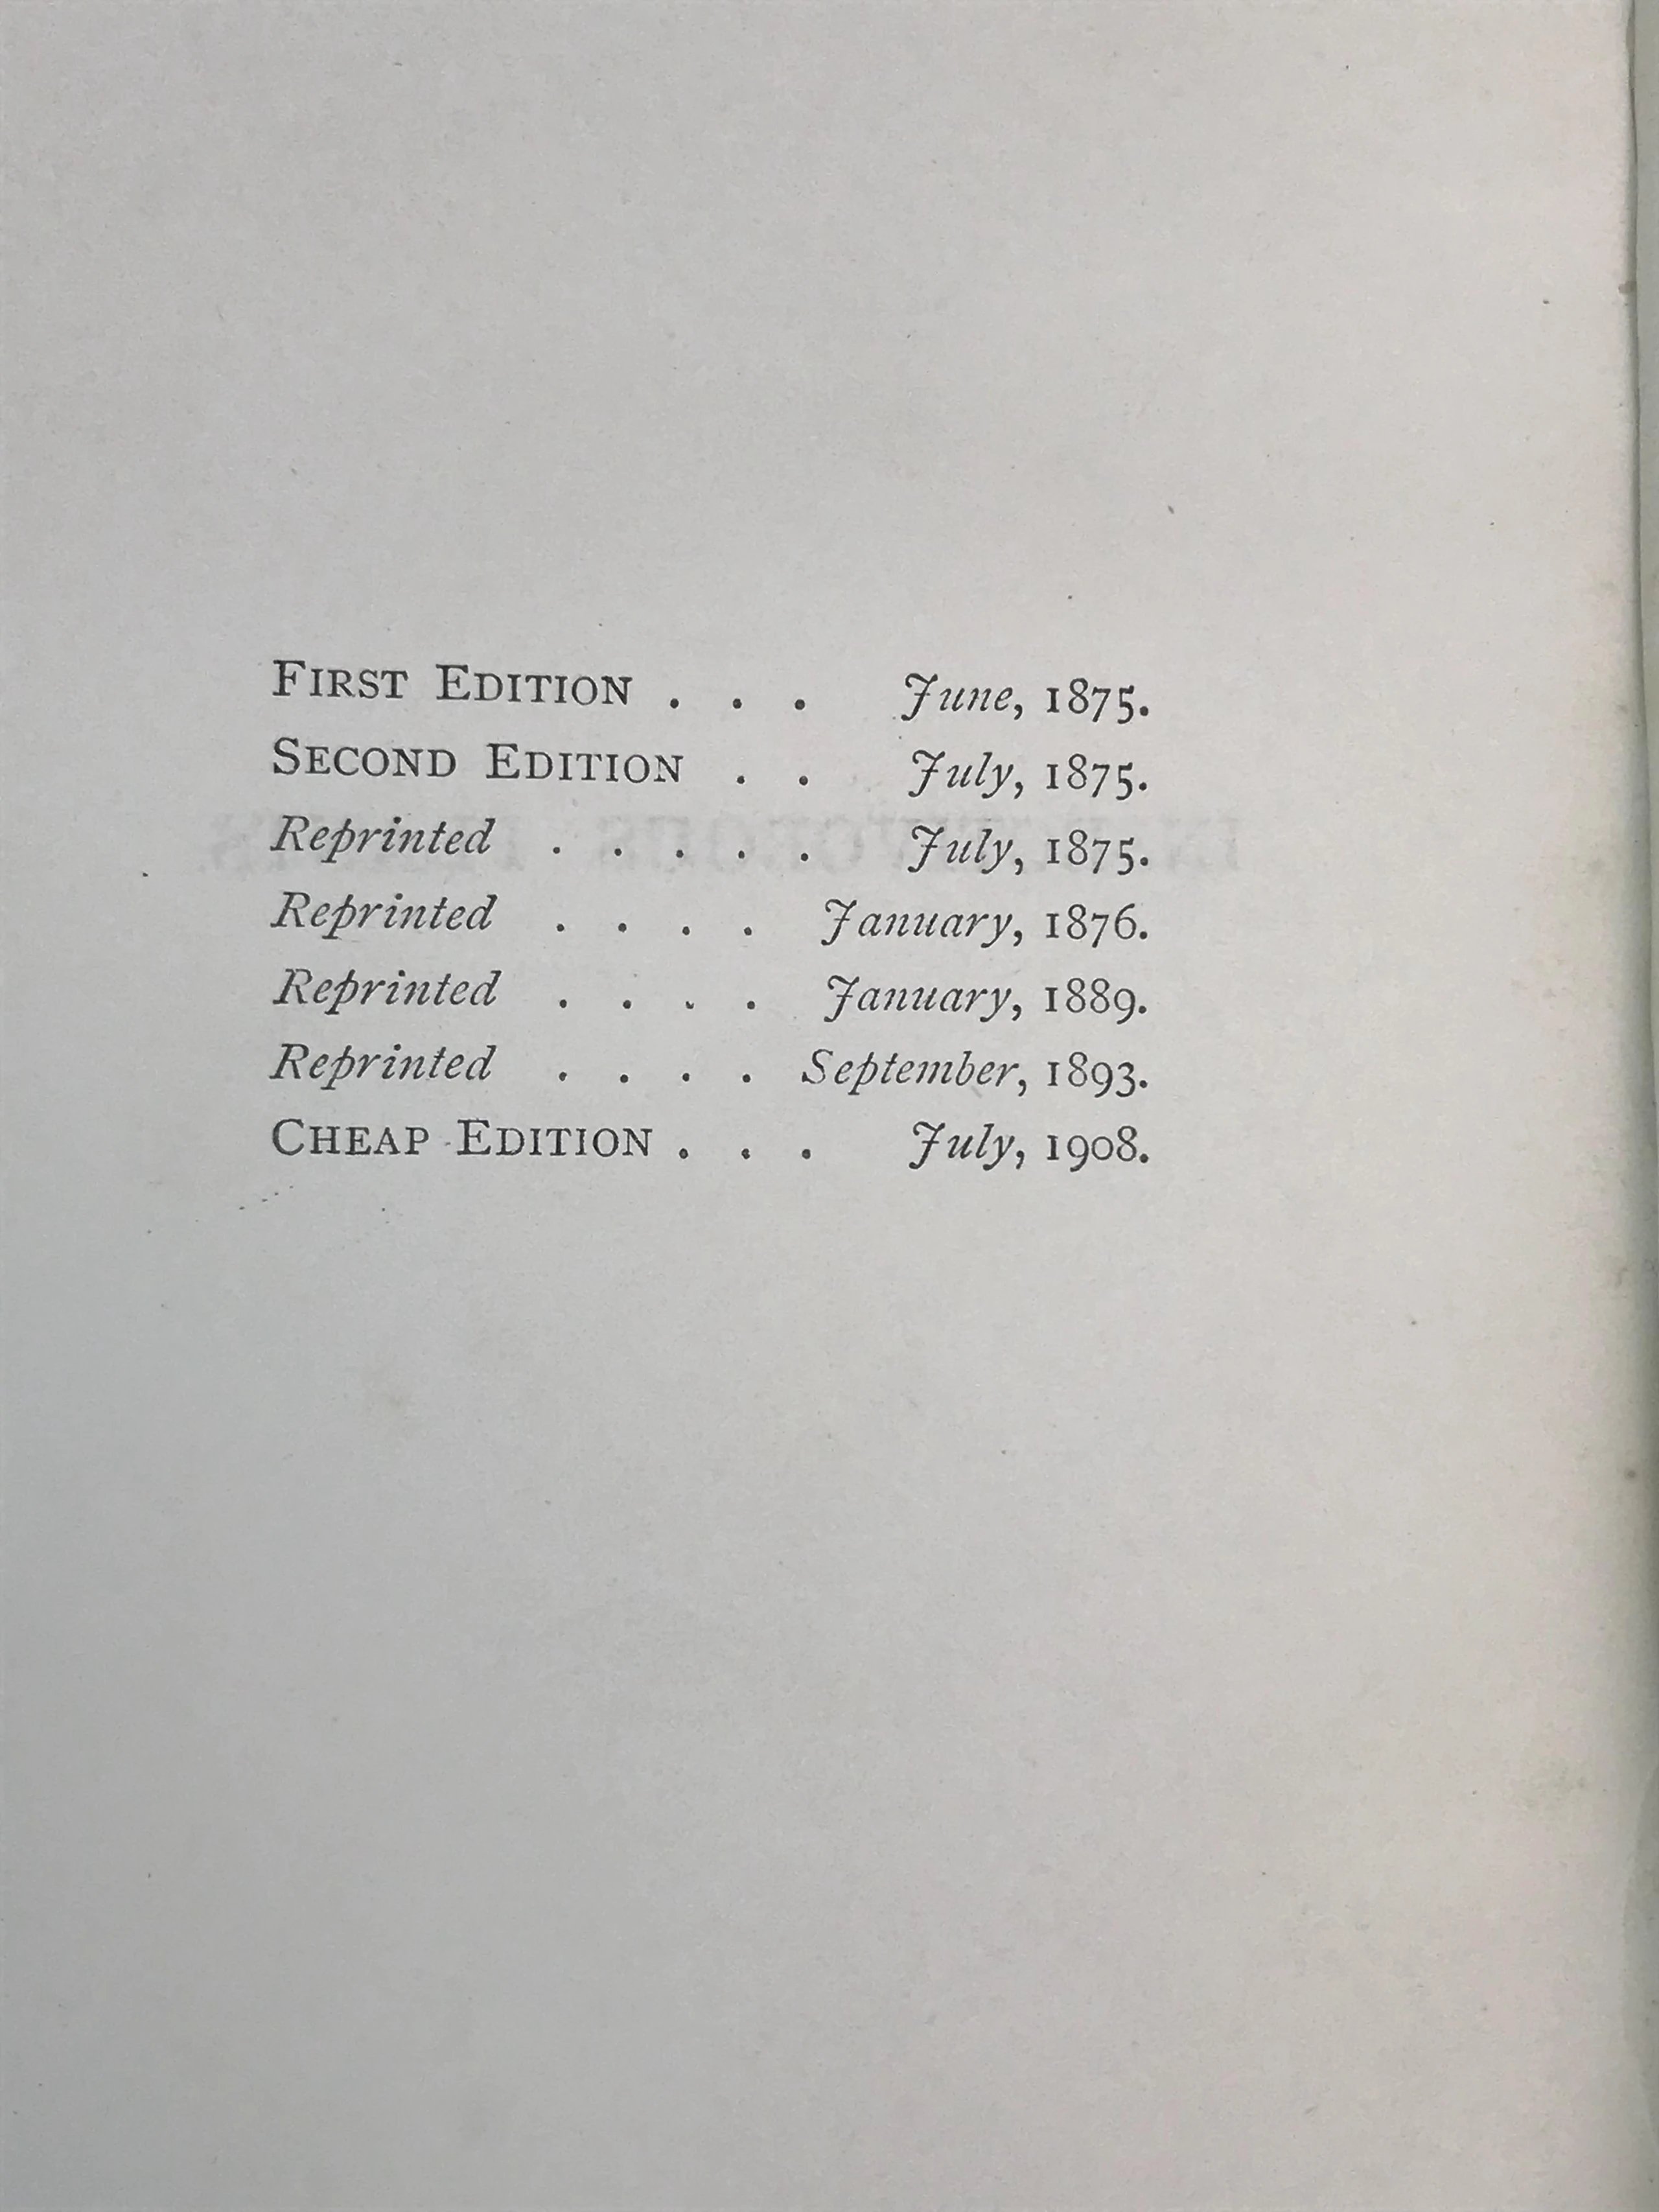 FIRST EDITION . . . June, 1875.
SECOND EDITION . . July, 1875.
Reprinted . . . . . July, 1875.
Reprinted . . . . January, 1876.
Reprinted . . . . January, 1889.
Reprinted . . . . September, 1893.
CHEAP EDITION . . . July, 1908.